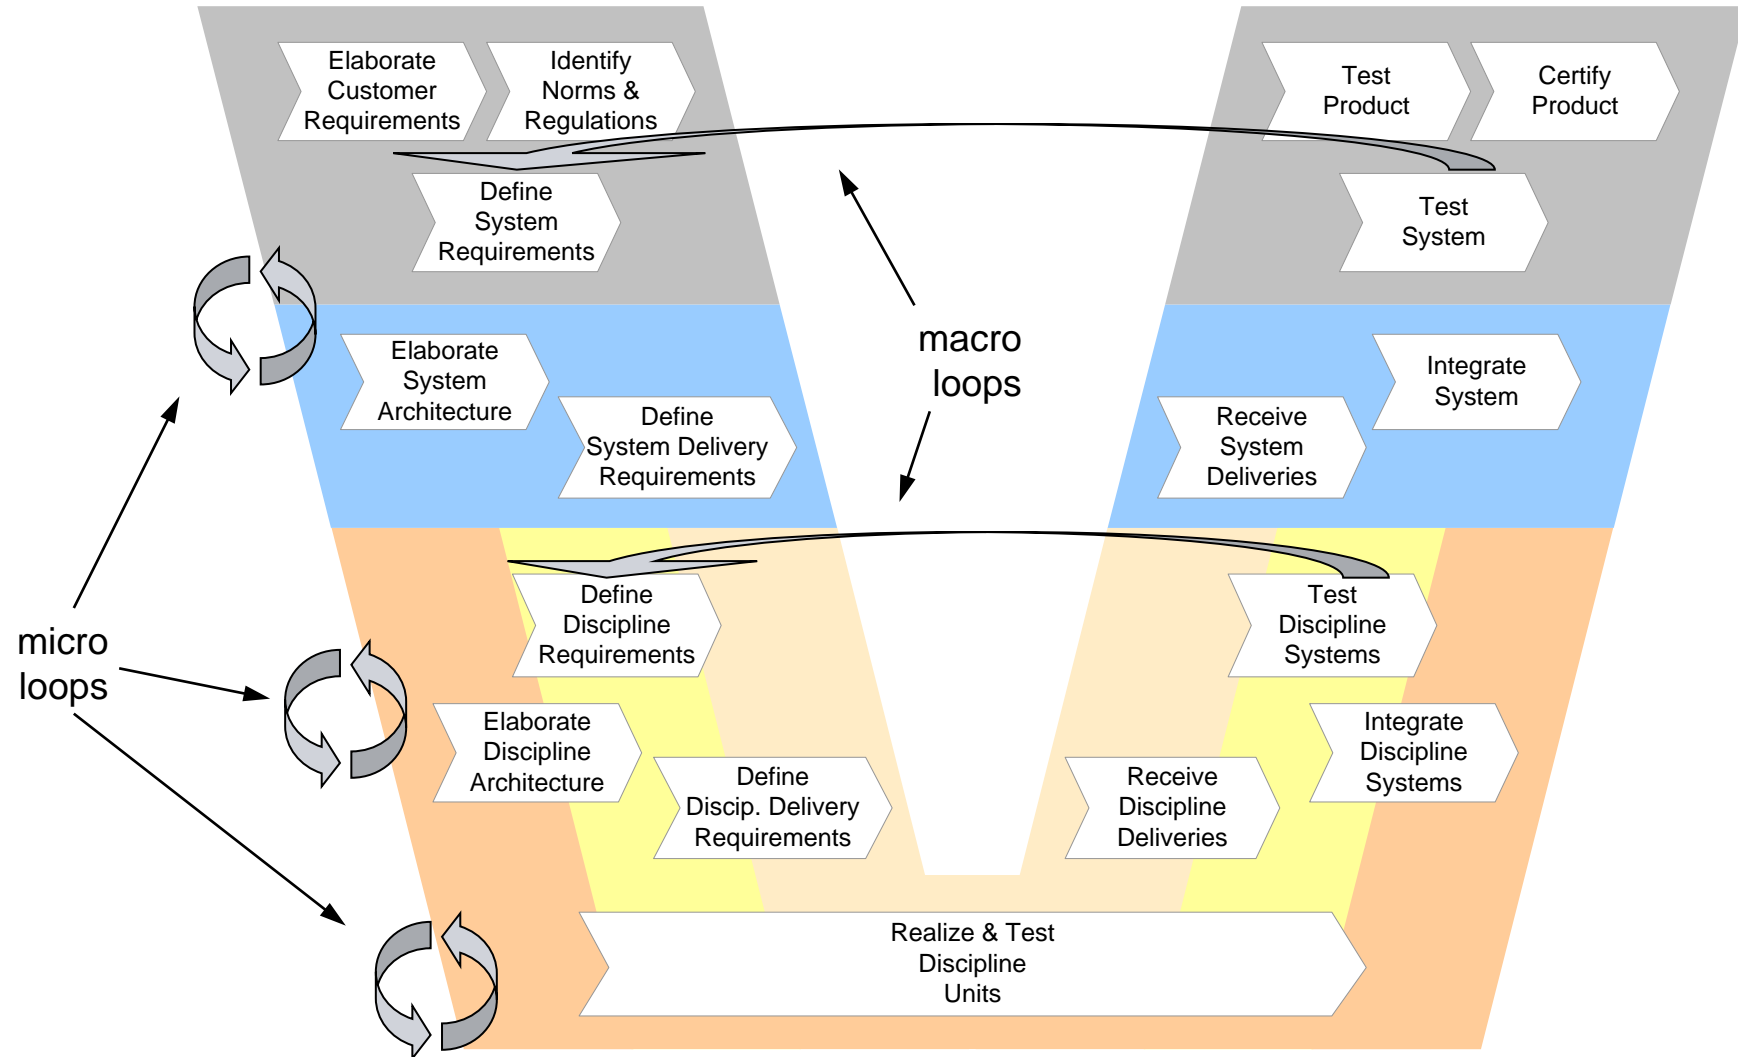 Elaborate
Customer
Requirements
Identify
Norms &
Regulations
Test
Product
Certify
Product
Define
System
Requirements
Test
System
macro
loops
Elaborate
System
Architecture
Define
System Delivery
Requirements
Receive
System
Deliveries
Integrate
System
micro
loops
Define
Discipline
Requirements
Test
Discipline
Systems
Elaborate
Discipline
Architecture
Define
Discip. Delivery
Requirements
Receive
Discipline
Deliveries
Integrate
Discipline
Systems
Realize & Test
Discipline
Units